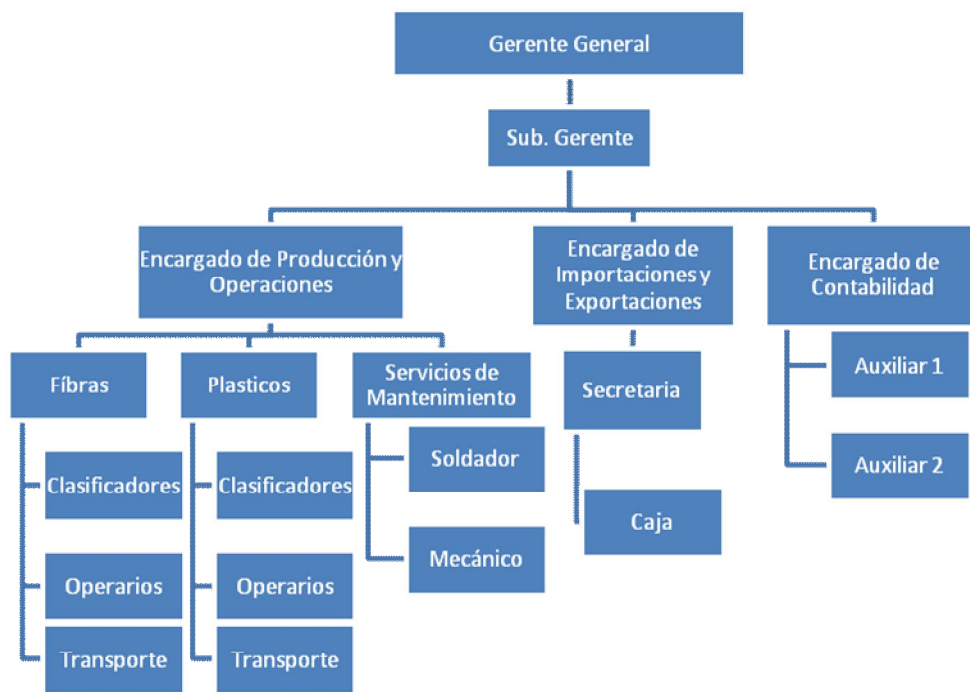 Gerente General
Sub. Gerente
Encargado de Producción y
Operaciones
Encargado de
Importaciones y
Exportaciones
Encargado de
Contabilidad
Fíbras
Plasticos
Servicios de
Mantenimiento
Secretaria
Auxiliar 1
Auxiliar 2
Clasificadores
Operarios
Transporte
Clasificadores
Operarios
Transporte
Soldador
Mecánico
Caja